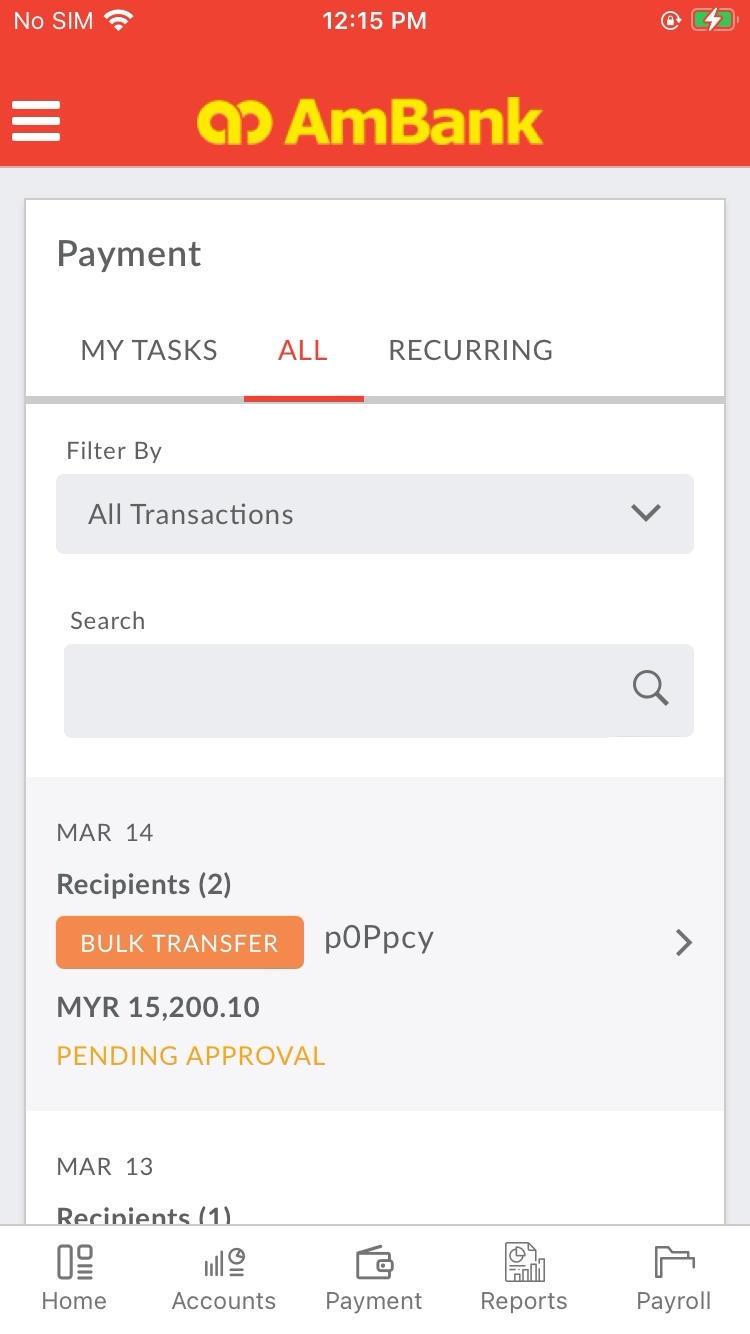 No SIM 12:15 PM
AmBank
Payment
MY TASKS ALL RECURRING
Filter By
All Transactions
Search
MAR 14
Recipients (2)
BULK TRANSFER p0Ppcy
MYR 15,200.10
PENDING APPROVAL
MAR 13
Recipients (1)
Home Accounts Payment Reports Payroll